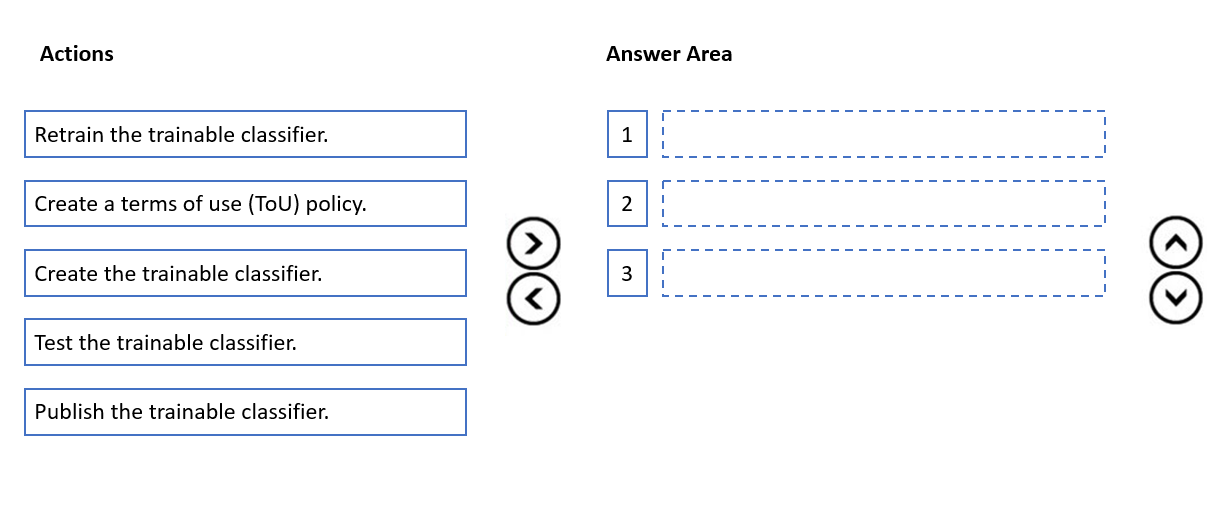 Actions
Answer Area
Retrain the trainable classifier.
1
Create a terms of use (ToU) policy.
2
Create the trainable classifier.
3
Test the trainable classifier.
Publish the trainable classifier.